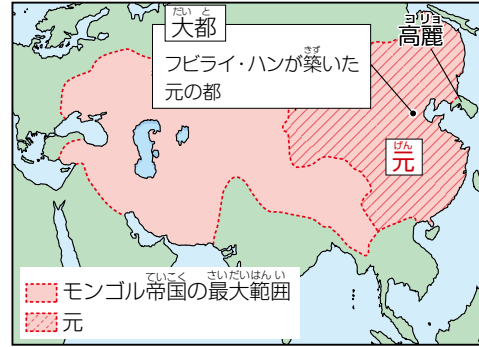 だい と
大都
フビライ・ハンが築いた
きず
元の都
コリョ
高麗
げん
元
ていこく さいだいはんい
モンゴル帝国の最大範囲
元